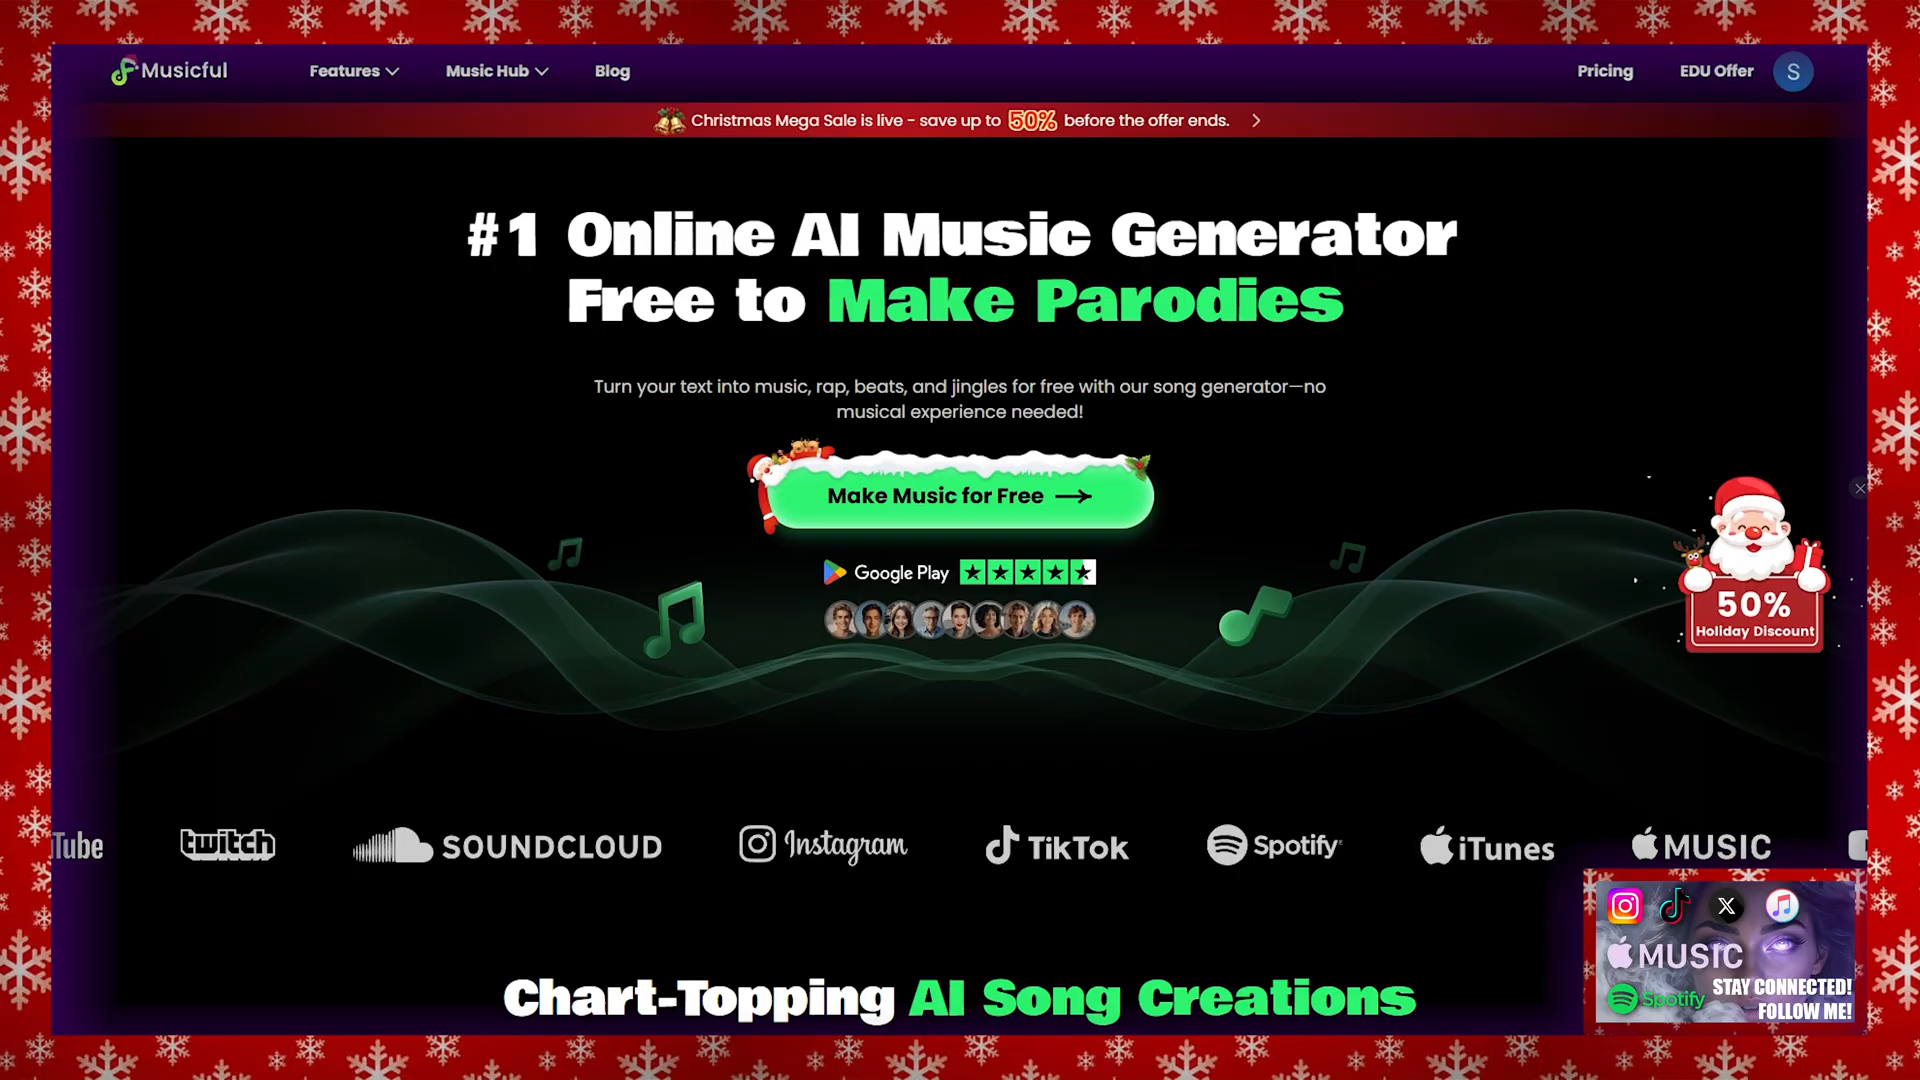 Musicful
Features
Music Hub
Blog
Pricing
EDU Offer
S
Christmas Mega Sale is live - save up to 50% before the offer ends.
#1 Online AI Music Generator
Free to Make Parodies
Turn your text into music, rap, beats, and jingles for free with our song generator—no
musical experience needed!
Make Music for Free
Google Play
50%
Holiday Discount
Tube
twitch
SOUNDCLOUD
Instagram
TikTok
Spotify
iTunes
MUSIC
Chart-Topping AI Song Creations
X
MUSIC
Spotify
STAY CONNECTED!
FOLLOW ME!